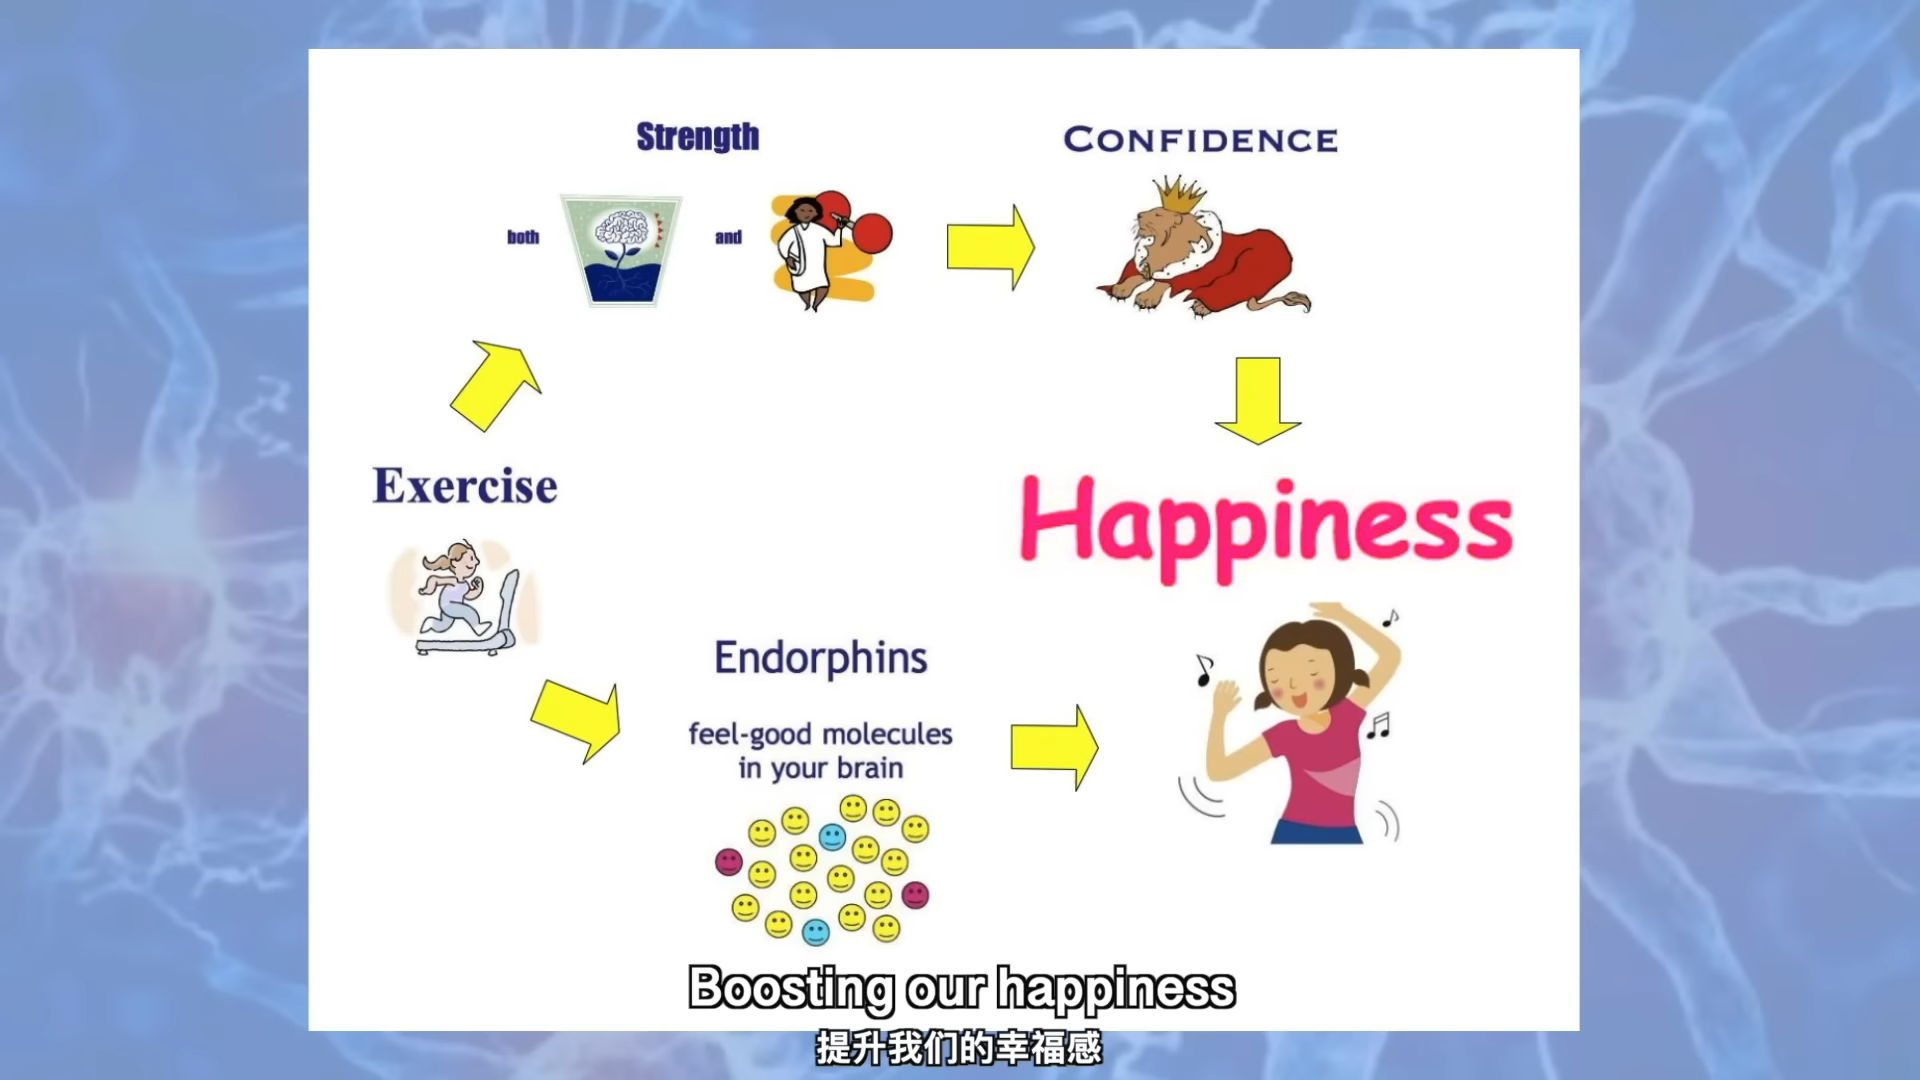 Strength
CONFIDENCE
both
and
Exercise
Happiness
Endorphins
feel-good molecules
in your brain
Boosting our happiness
提升我们的幸福感